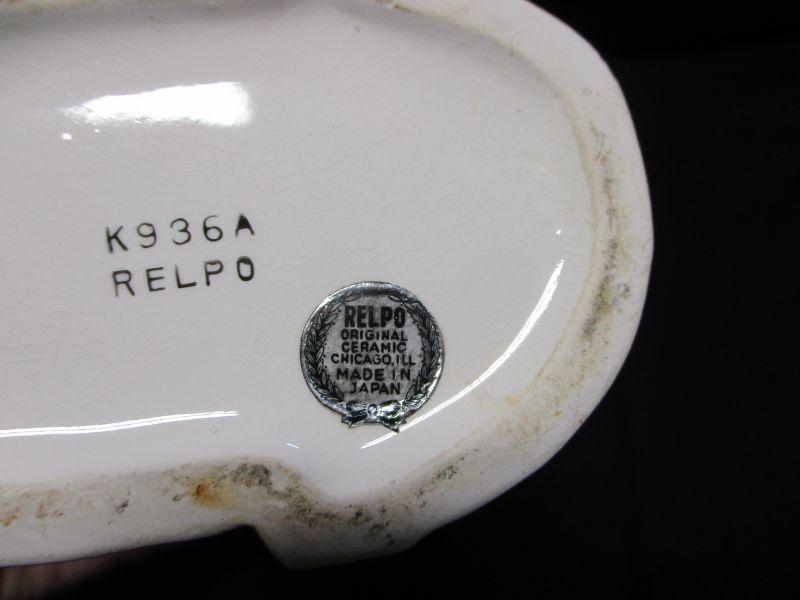 K936A
RELPO
RELPO
ORIGINAL
CERAMIC
CHICAGO, ILL
MADE IN
JAPAN